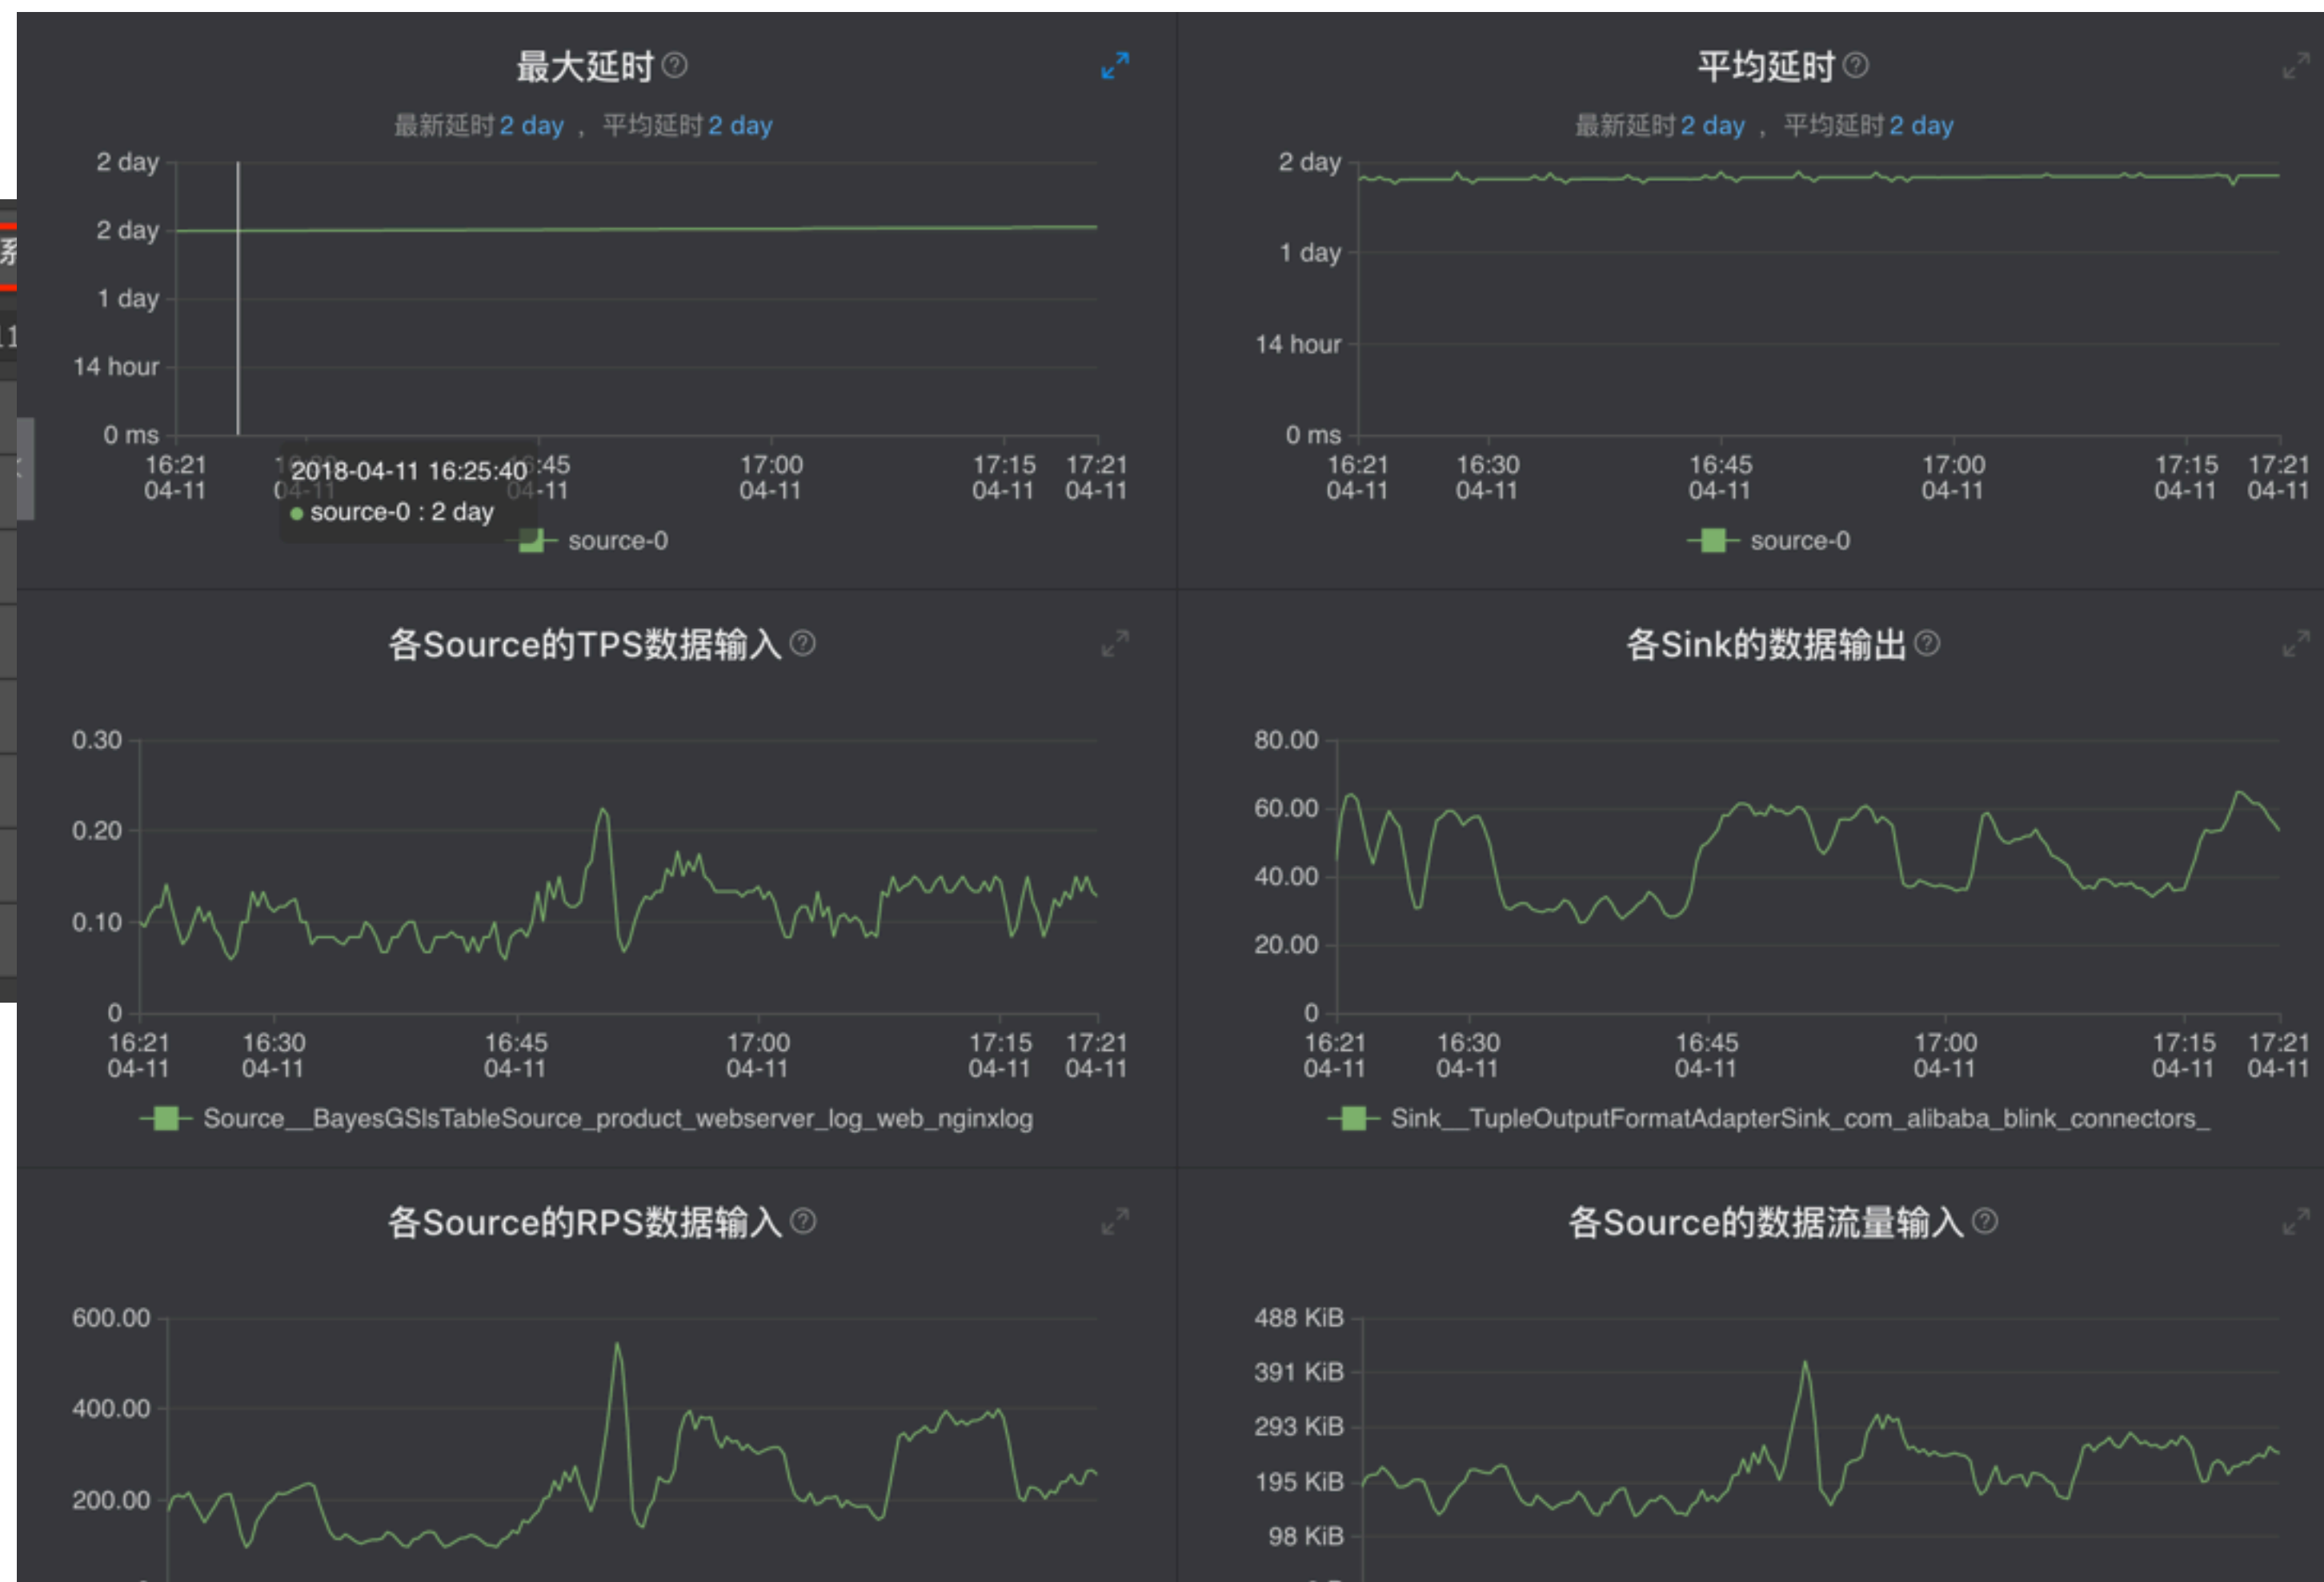 最大延时
最新延时2 day ，平均延时2 day
2 day
2 day
1 day
14 hour
0 ms
16:21 04-11
16:45 04-11
17:00 04-11
17:15 04-11
17:21 04-11
2018-04-11 16:25:40
source-0 : 2 day
source-0
平均延时
最新延时2 day ，平均延时2 day
2 day
1 day
14 hour
0 ms
16:21 16:30 16:45 17:00 17:15 17:21
04-11 04-11 04-11 04-11 04-11 04-11
source-0
各Source的TPS数据输入
0.30
0.20
0.10
0
16:21 16:30 16:45 17:00 17:15 17:21
04-11 04-11 04-11 04-11 04-11 04-11
Source__BayesGSlsTableSource_product_webserver_log_web_nginxlog
各Sink的数据输出
80.00
60.00
40.00
20.00
0
16:21 16:30 16:45 17:00 17:15 17:21
04-11 04-11 04-11 04-11 04-11 04-11
Sink__TupleOutputFormatAdapterSink_com_alibaba_blink_connectors_
各Source的RPS数据输入
600.00
400.00
200.00
各Source的数据流量输入
488 KiB
391 KiB
293 KiB
195 KiB
98 KiB